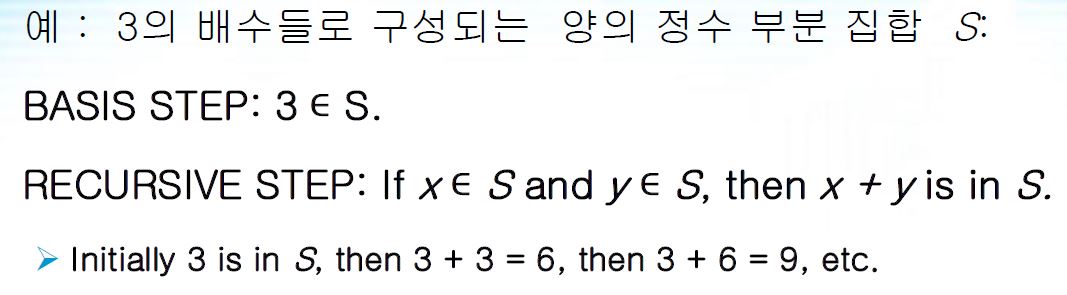 예 : 3의 배수들로 구성되는 양의 정수 부분 집합 S:
BASIS STEP: 3 ∊ S.
RECURSIVE STEP: If x ∊ S and y ∊ S, then x + y is in S.
➢ Initially 3 is in S, then 3 + 3 = 6, then 3 + 6 = 9, etc.